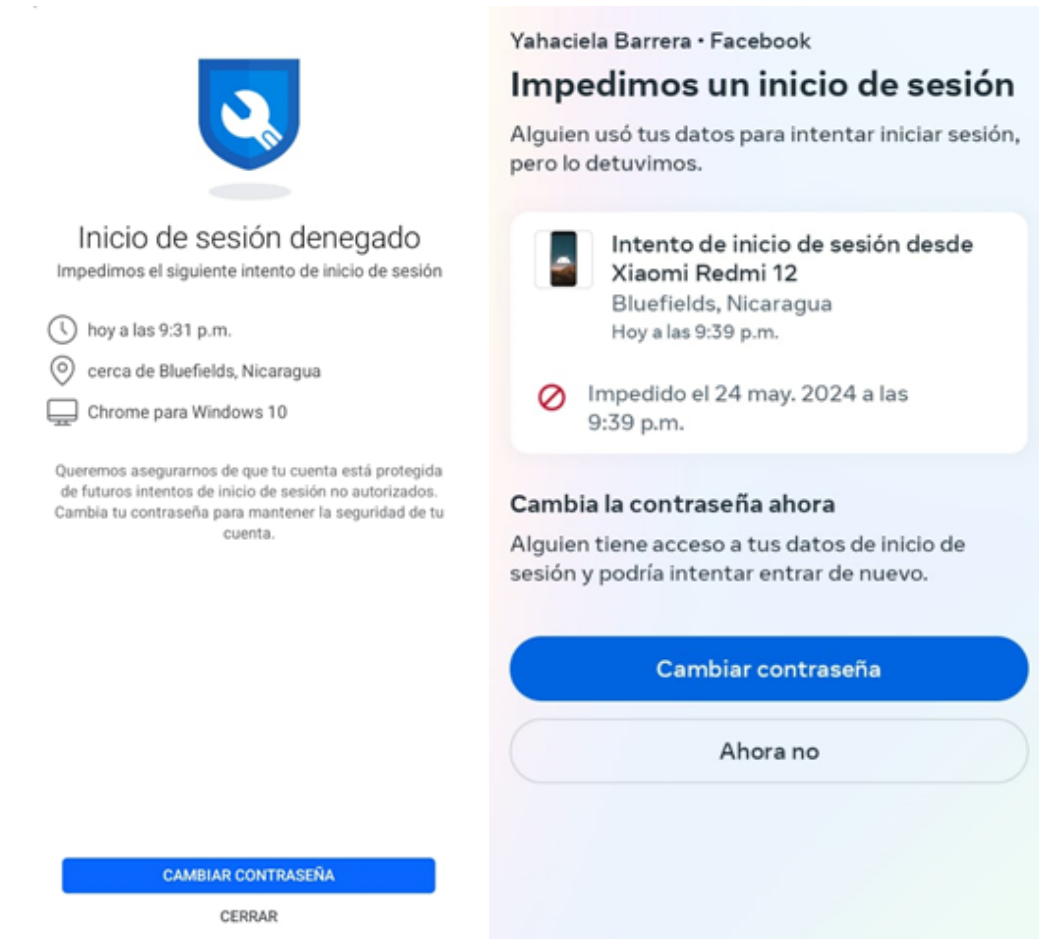 Inicio de sesión denegado
Impedimos el siguiente intento de inicio de sesión
hoy a las 9:31 p.m.
cerca de Bluefields, Nicaragua
Chrome para Windows 10
Queremos asegurarnos de que tu cuenta está protegida
de futuros intentos de inicio de sesión no autorizados.
Cambia tu contraseña para mantener la seguridad de tu
cuenta.
CAMBIAR CONTRASEÑA
CERRAR
Yahaciela Barrera • Facebook
Impedimos un inicio de sesión
Alguien usó tus datos para intentar iniciar sesión,
pero lo detuvimos.
Intento de inicio de sesión desde
Xiaomi Redmi 12
Bluefields, Nicaragua
Hoy a las 9:39 p.m.
Impedido el 24 may. 2024 a las
9:39 p.m.
Cambia la contraseña ahora
Alguien tiene acceso a tus datos de inicio de
sesión y podría intentar entrar de nuevo.
Cambiar contraseña
Ahora no